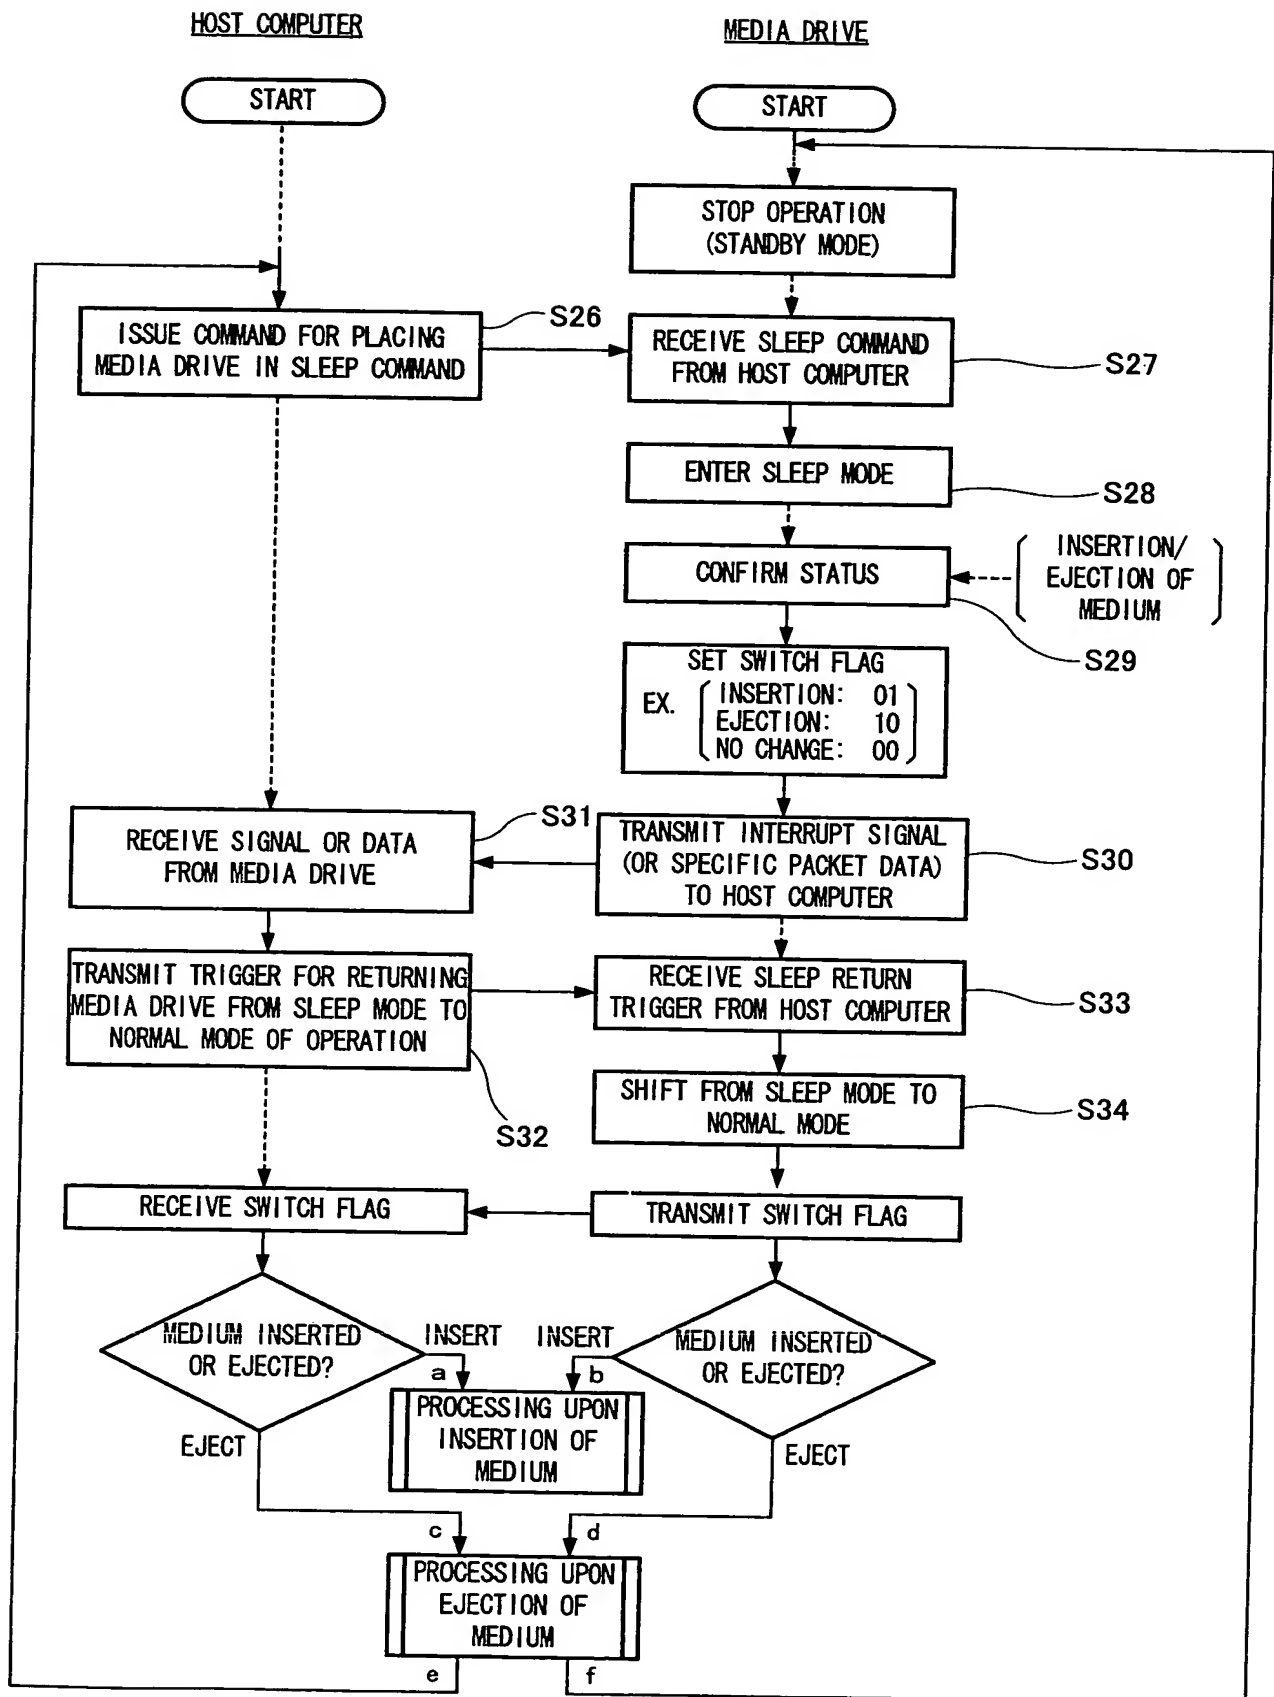 HOST COMPUTER
MEDIA DRIVE
START
START
STOP OPERATION
(STANDBY MODE)
ISSUE COMMAND FOR PLACING
MEDIA DRIVE IN SLEEP COMMAND
S26
RECEIVE SLEEP COMMAND
FROM HOST COMPUTER
S27
ENTER SLEEP MODE
S28
CONFIRM STATUS
INSERTION/
EJECTION OF
MEDIUM
S29
SET SWITCH FLAG
EX.
INSERTION: 01
EJECTION: 10
NO CHANGE: 00
RECEIVE SIGNAL OR DATA
FROM MEDIA DRIVE
S31
TRANSMIT INTERRUPT SIGNAL
(OR SPECIFIC PACKET DATA)
TO HOST COMPUTER
S30
TRANSMIT TRIGGER FOR RETURNING
MEDIA DRIVE FROM SLEEP MODE TO
NORMAL MODE OF OPERATION
S32
RECEIVE SLEEP RETURN
TRIGGER FROM HOST COMPUTER
S33
SHIFT FROM SLEEP MODE TO
NORMAL MODE
S34
RECEIVE SWITCH FLAG
TRANSMIT SWITCH FLAG
MEDIUM INSERTED
OR EJECTED?
INSERT
INSERT
MEDIUM INSERTED
OR EJECTED?
a
b
PROCESSING UPON
INSERTION OF
MEDIUM
EJECT
EJECT
c
d
PROCESSING UPON
EJECTION OF
MEDIUM
e
f